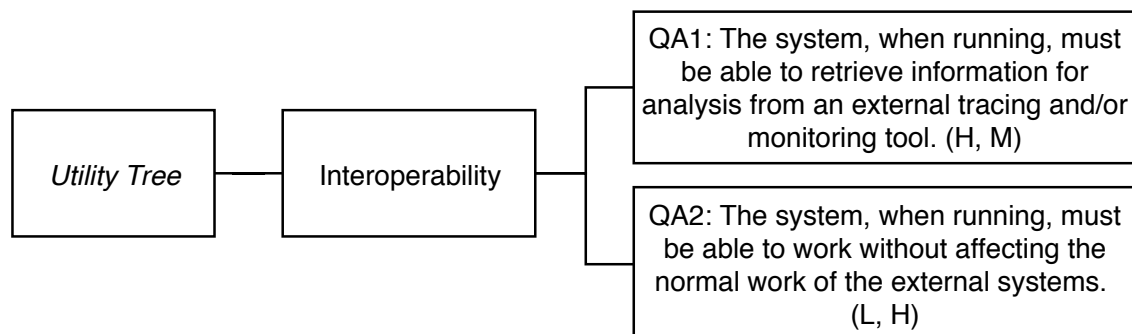 Utility Tree
Interoperability
QA1: The system, when running, must
be able to retrieve information for
analysis from an external tracing and/or
monitoring tool. (H, M)
QA2: The system, when running, must
be able to work without affecting the
normal work of the external systems.
(L, H)